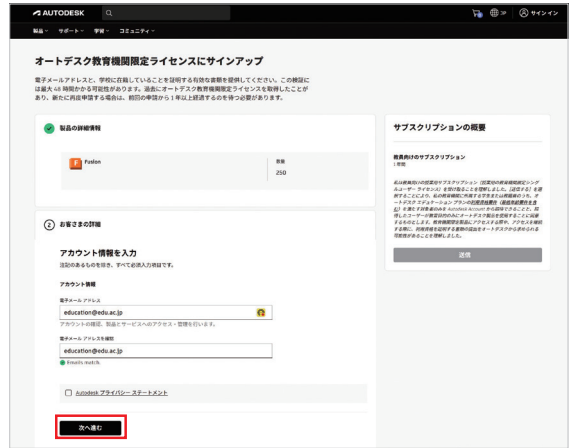 AUTODESK
JP
サインイン
製品
サポート
学習
コミュニティ
オートデスク教育機関限定ライセンスにサインアップ
電子メールアドレスと、学校に在籍していることを証明する有効な書類を提供してください。この検証に
は最大 48 時間かかる可能性があります。過去にオートデスク教育機関限定ライセンスを取得したことが
あり、新たに再度申請する場合は、前回の申請から1年以上経過するのを待つ必要があります。
製品の詳細情報
Fusion
数量
250
2 お客さまの詳細
アカウント情報を入力
注記のあるものを除き、すべて必須入力項目です。
アカウント情報
電子メール アドレス
education@edu.ac.jp
アカウントの確認、製品とサービスへのアクセス・管理を行います。
電子メール アドレスを確認
education@edu.ac.jp
Emails match.
Autodesk プライバシー ステートメント
次へ進む
サブスクリプションの概要
教員向けのサブスクリプション
1 年間
送信